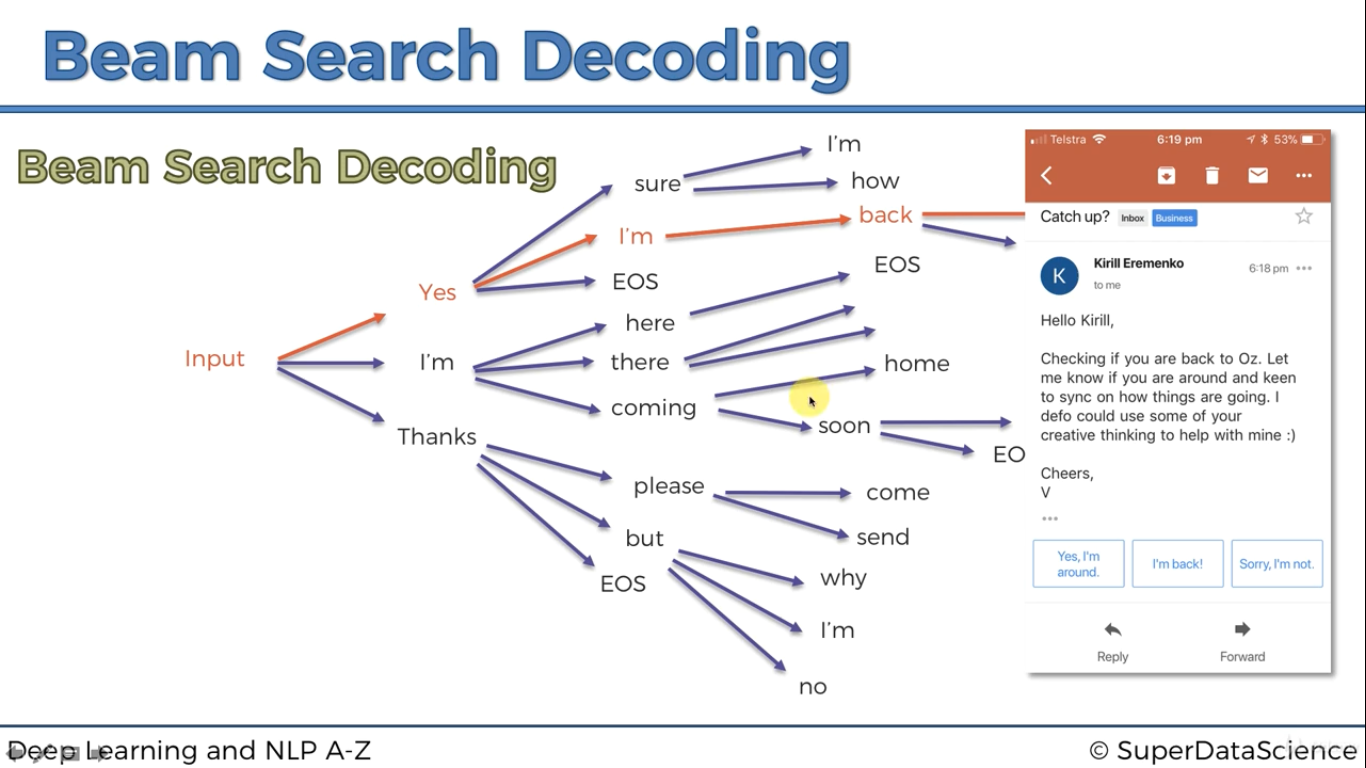 Beam Search Decoding
Beam Search Decoding
Input
Yes
I'm
Thanks
sure
I'm
EOS
here
there
coming
please
but
EOS
I'm
how
back
EOS
home
soon
EO
come
send
why
I'm
no
Telstra 6:19 pm 53%
Catch up? Inbox Business
K
Kirill Eremenko 6:18 pm
to me
Hello Kirill,
Checking if you are back to Oz. Let
me know if you are around and keen
to sync on how things are going. I
defo could use some of your
creative thinking to help with mine :)
Cheers,
V
Yes, I'm
around.
I'm back!
Sorry, I'm not.
Reply
Forward
Deep Learning and NLP A-Z
© SuperDataScience